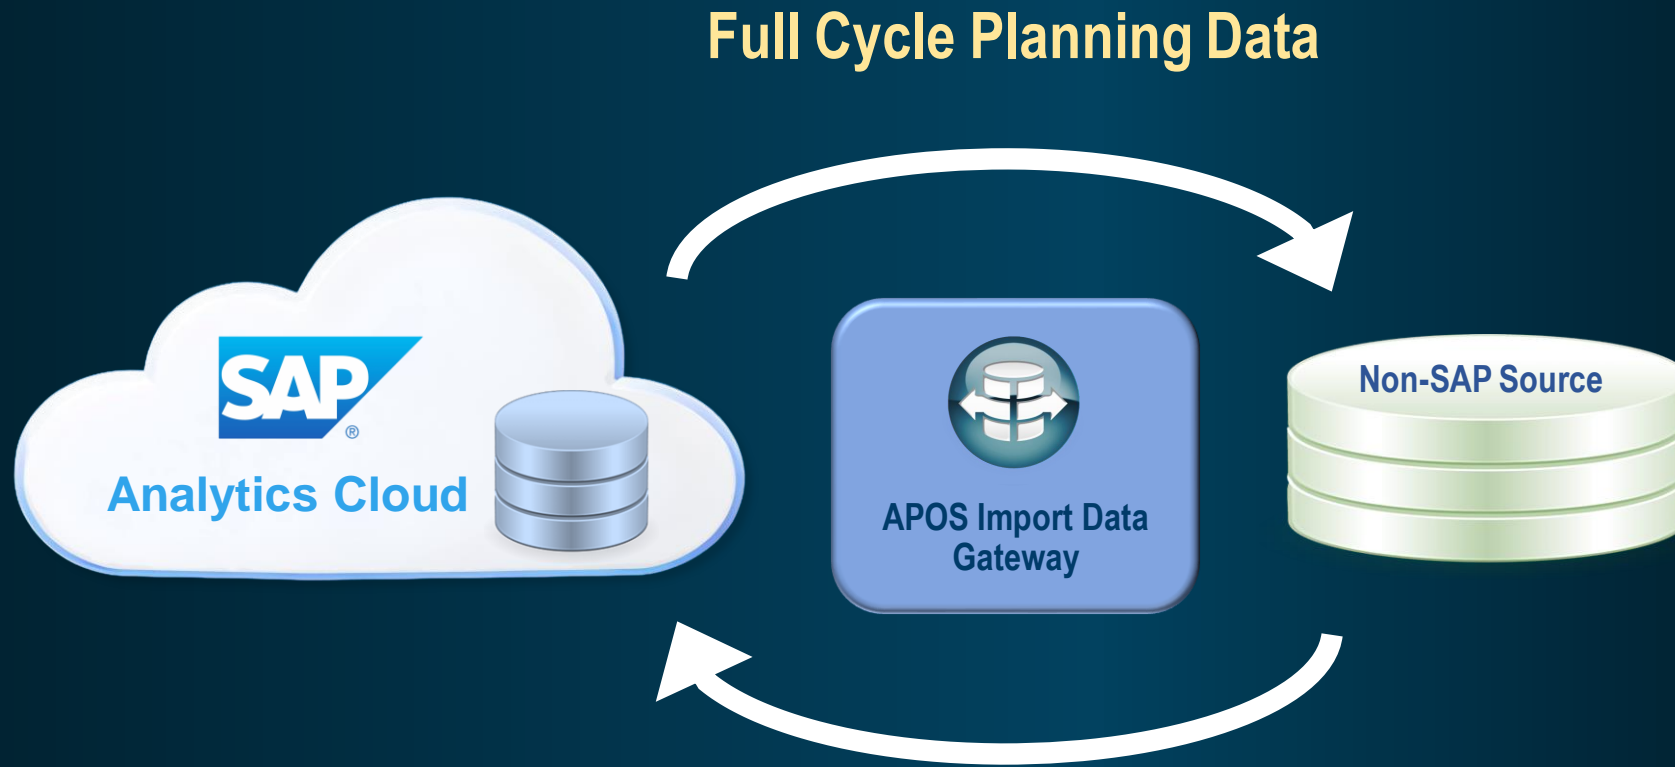 Full Cycle Planning Data
SAP
®
Analytics Cloud
APOS Import Data
Gateway
Non-SAP Source